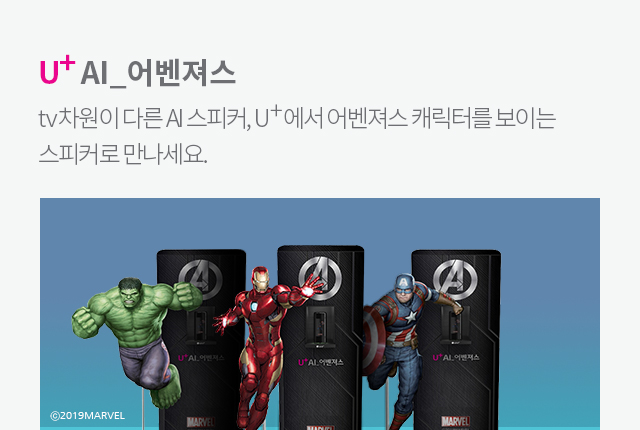 U+ AI_어벤져스
tv차원이 다른 AI 스피커, U+에서 어벤져스 캐릭터를 보이는
스피커로 만나세요.
U+AI_어벤져스
U+AI_어벤져스
U+AI_어벤져스
MARVEL
MARVEL
MARVEL
©2019MARVEL